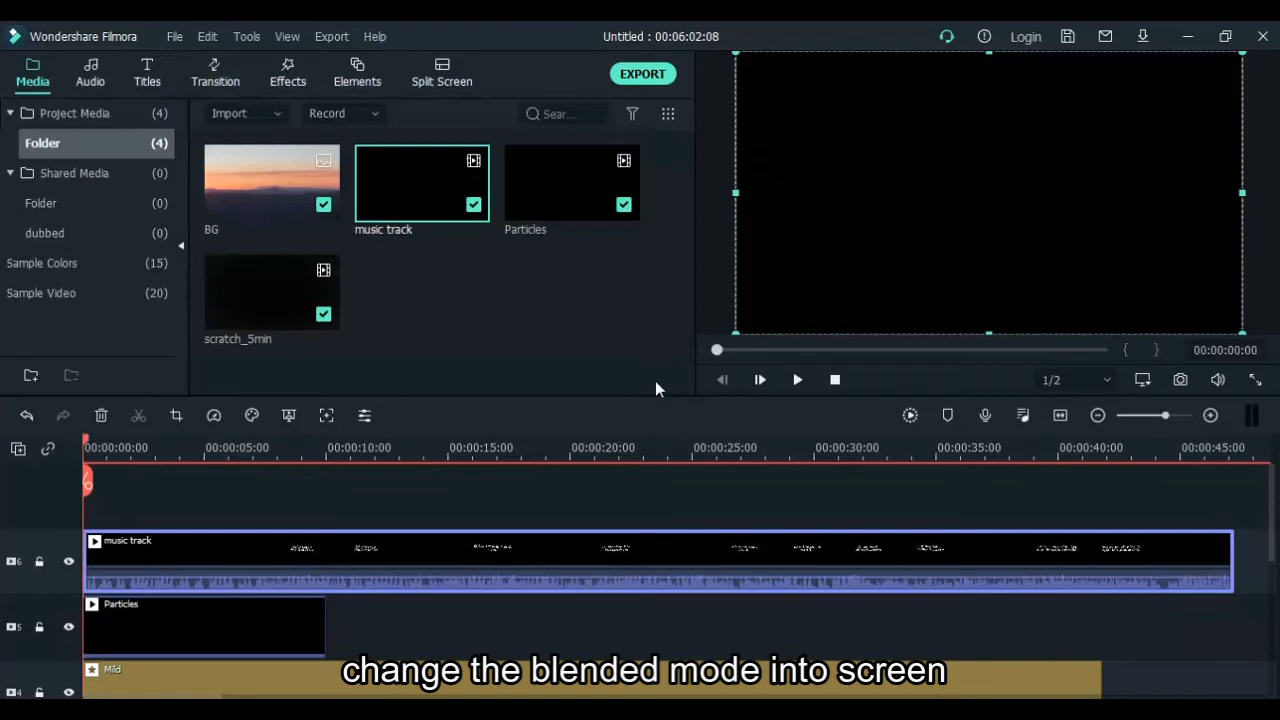 Wondershare Filmora File Edit Tools View Export Help Untitled : 00:06:02:08 Login
Media Audio Titles Transition Effects Elements Split Screen EXPORT
Project Media (4)
Folder (4)
Shared Media (0)
Folder (0)
dubbed (0)
Sample Colors (15)
Sample Video (20)
Import Record Sear...
BG music track Particles
scratch_5min
{ } 00:00:00:00
1/2
00:00:00:00 00:00:05:00 00:00:10:00 00:00:15:00 00:00:20:00 00:00:25:00 00:00:30:00 00:00:35:00 00:00:40:00 00:00:45:00
music track
6
Particles
5
Mild
4
change the blended mode into screen